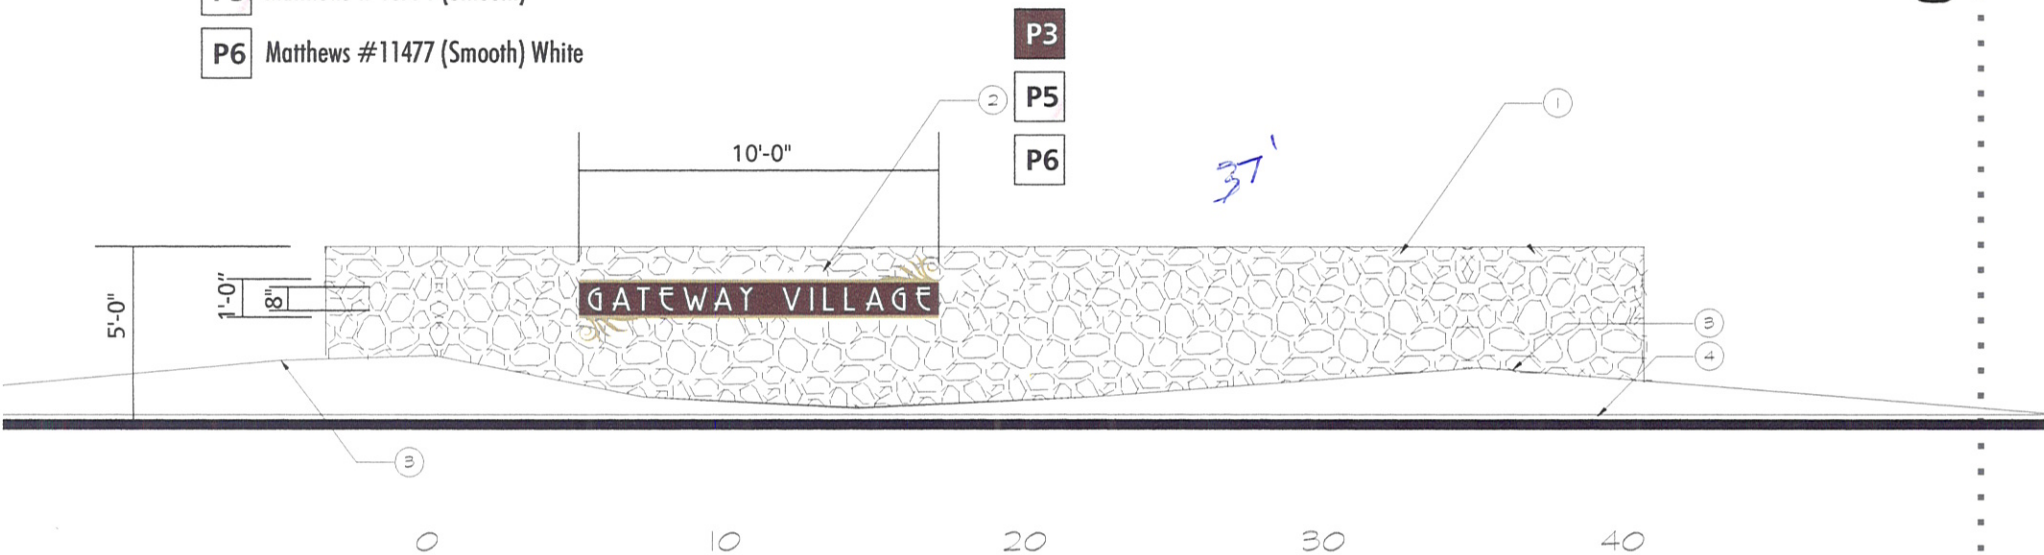 P6 Matthews #11477 (Smooth) White
P3
P5
P6
2
1
10'-0"
37'
5'-0"
1'-0"
8"
GATEWAY VILLAGE
3
4
3
0 10 20 30 40